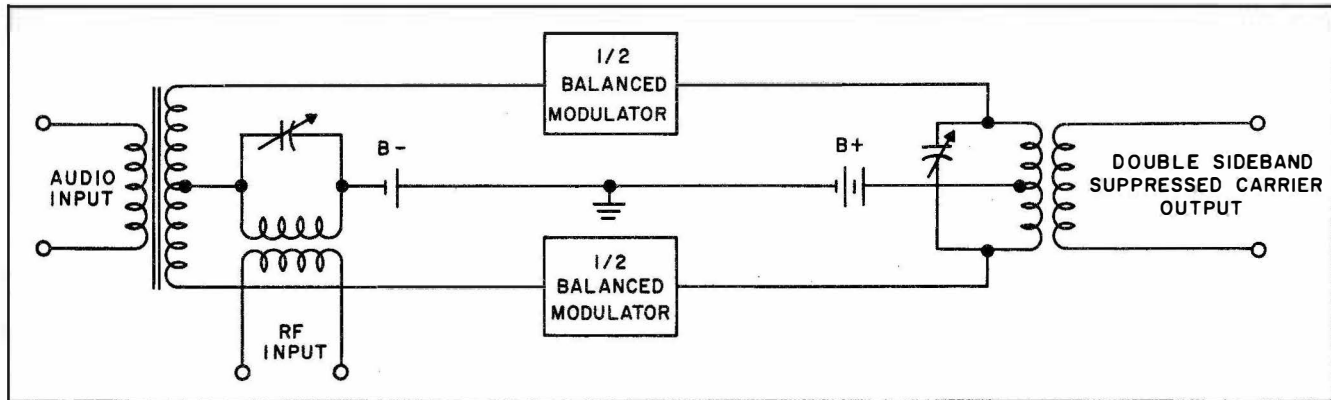 1/2
BALANCED
MODULATOR
B-
B+
AUDIO
INPUT
DOUBLE SIDEBAND
SUPPRESSED CARRIER
OUTPUT
1/2
BALANCED
MODULATOR
RF
INPUT